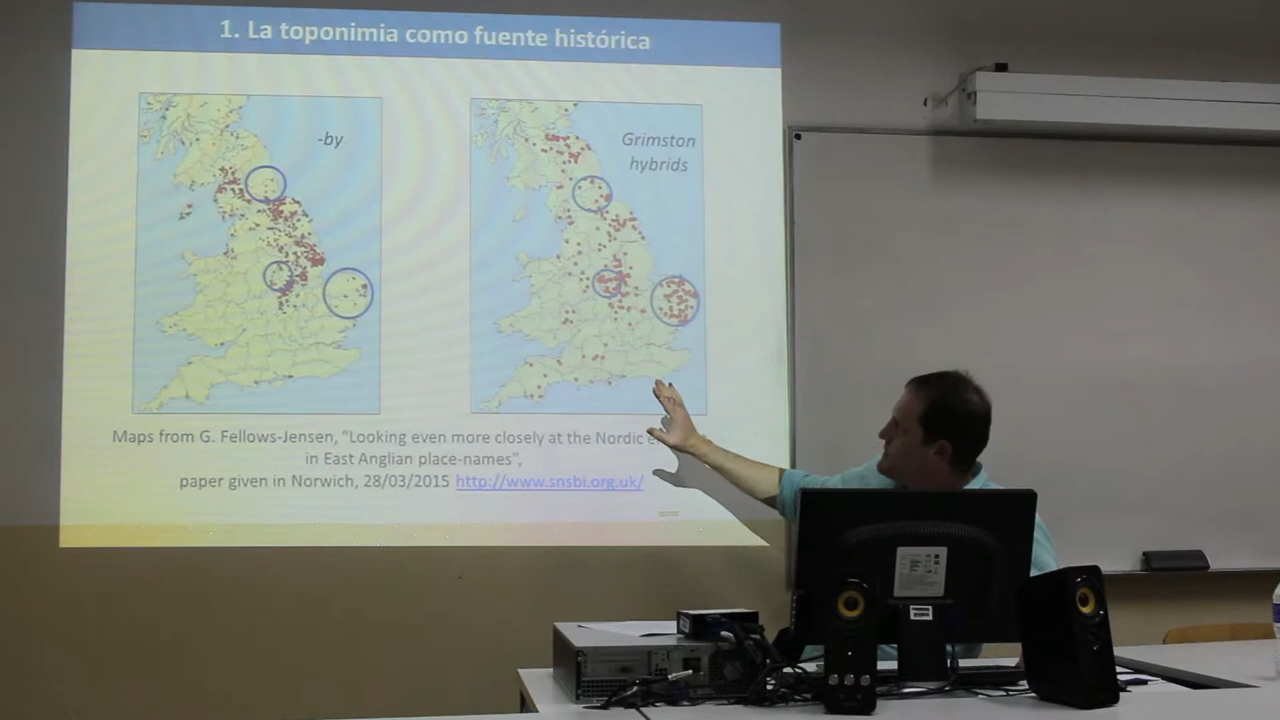 1. La toponimia como fuente histórica
-by
Grimston
hybrids
Maps from G. Fellows-Jensen, “Looking even more closely at the Nordic
in East Anglian place-names”,
paper given in Norwich, 28/03/2015 http://www.snsbi.org.uk/